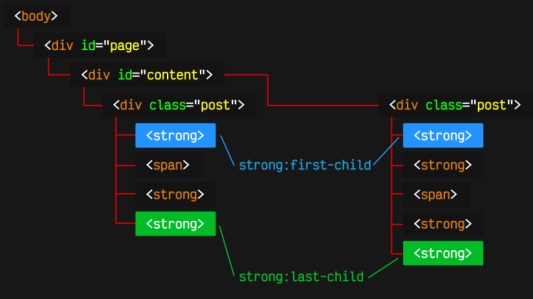 <body>
<div id="page">
<div id="content">
<div class="post">
<strong>
<span>
<strong>
<strong>
strong:first-child
strong:last-child
<div class="post">
<strong>
<strong>
<span>
<strong>
<strong>